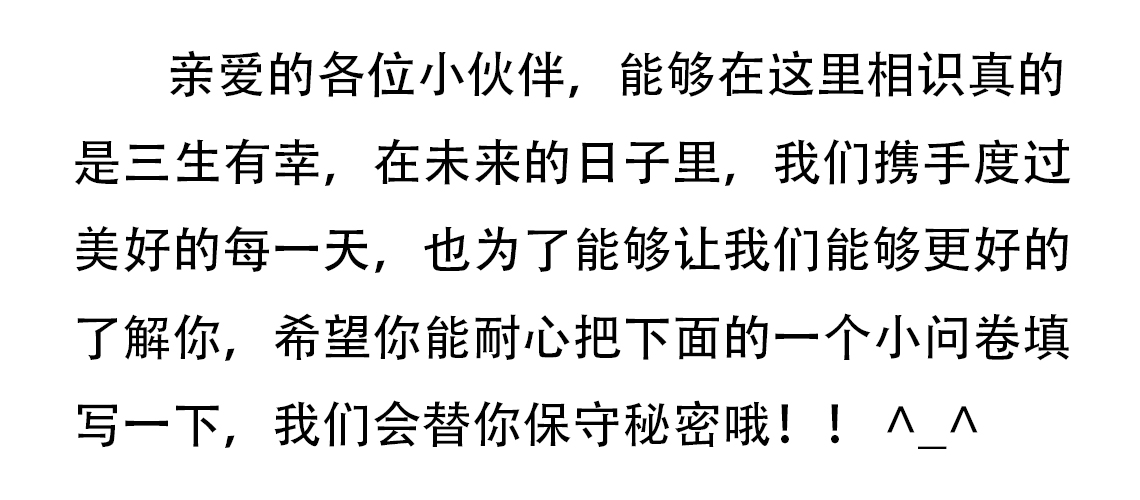 亲爱的各位小伙伴，能够在这里相识真的
是三生有幸，在未来的日子里，我们携手度过
美好的每一天，也为了能够让我们能够更好的
了解你，希望你能耐心把下面的一个小问卷填
写一下，我们会替你保守秘密哦！！ ^_^